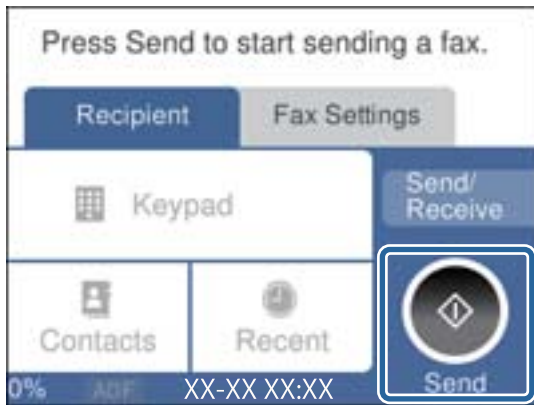 Press Send to start sending a fax.
Recipient
Fax Settings
Keypad
Send/
Receive
Contacts
Recent
Send
0%
ADF
XX-XX XX:XX